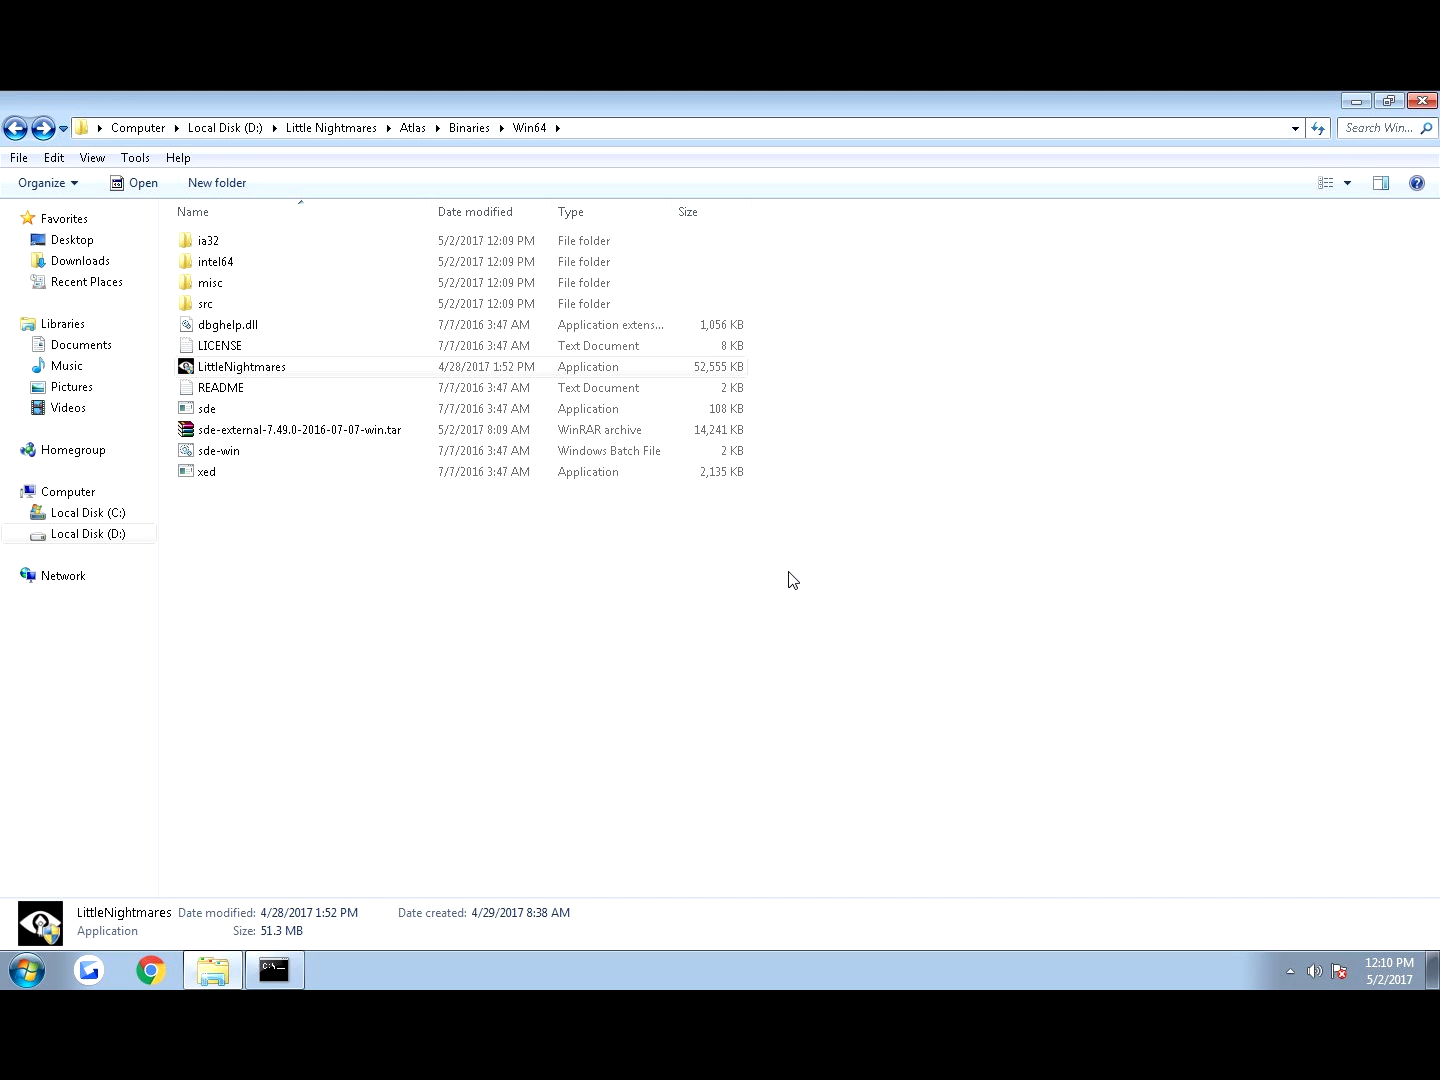 Computer Local Disk (D:) Little Nightmares Atlas Binaries Win64 Search Win...
File Edit View Tools Help
Organize Open New folder
Name Date modified Type Size
Favorites
Desktop
Downloads
Recent Places
Libraries
Documents
Music
Pictures
Videos
Homegroup
Computer
Local Disk (C:)
Local Disk (D:)
Network
ia32 5/2/2017 12:09 PM File folder
intel64 5/2/2017 12:09 PM File folder
misc 5/2/2017 12:09 PM File folder
src 5/2/2017 12:09 PM File folder
dbghelp.dll 7/7/2016 3:47 AM Application extens... 1,056 KB
LICENSE 7/7/2016 3:47 AM Text Document 8 KB
LittleNightmares 4/28/2017 1:52 PM Application 52,555 KB
README 7/7/2016 3:47 AM Text Document 2 KB
sde 7/7/2016 3:47 AM Application 108 KB
sde-external-7.49.0-2016-07-07-win.tar 5/2/2017 8:09 AM WinRAR archive 14,241 KB
sde-win 7/7/2016 3:47 AM Windows Batch File 2 KB
xed 7/7/2016 3:47 AM Application 2,135 KB
LittleNightmares Date modified: 4/28/2017 1:52 PM Date created: 4/29/2017 8:38 AM
Application Size: 51.3 MB
C:\
12:10 PM
5/2/2017